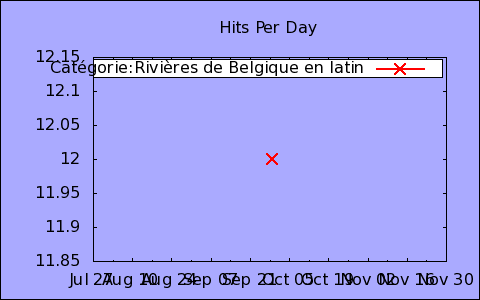 Hits Per Day
12.15
Catégorie:Rivières de Belgique en latin
12.1
12.05
12
11.95
11.9
11.85
Jul 27 Aug 10 Aug 24 Sep 07 Sep 21 Oct 05 Oct 19 Nov 02 Nov 16 Nov 30